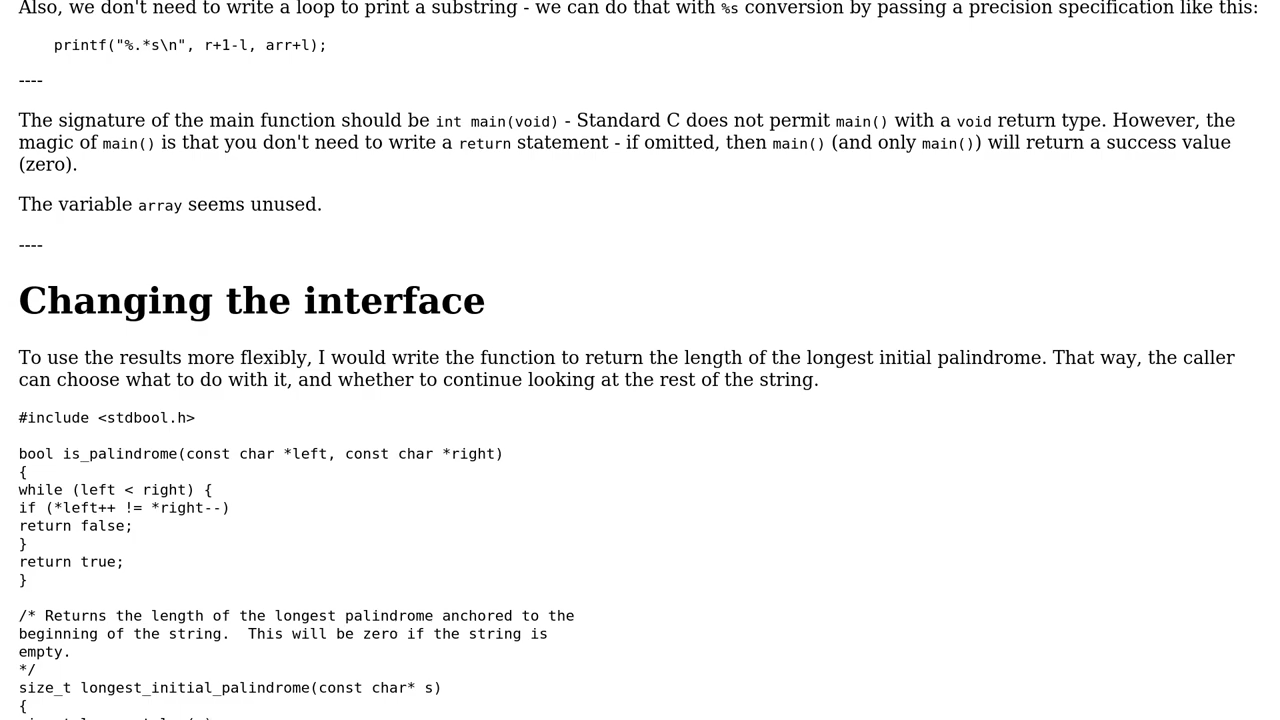 Also, we don't need to write a loop to print a substring - we can do that with %s conversion by passing a precision specification like this:
printf("%.*s\n", r+1-l, arr+l);
----
The signature of the main function should be int main(void) - Standard C does not permit main() with a void return type. However, the
magic of main() is that you don't need to write a return statement - if omitted, then main() (and only main()) will return a success value
(zero).
The variable array seems unused.
----
Changing the interface
To use the results more flexibly, I would write the function to return the length of the longest initial palindrome. That way, the caller
can choose what to do with it, and whether to continue looking at the rest of the string.
#include <stdbool.h>
bool is_palindrome(const char *left, const char *right)
{
while (left < right) {
if (*left++ != *right--)
return false;
}
return true;
}
/* Returns the length of the longest palindrome anchored to the
beginning of the string.  This will be zero if the string is
empty.
*/
size_t longest_initial_palindrome(const char* s)
{